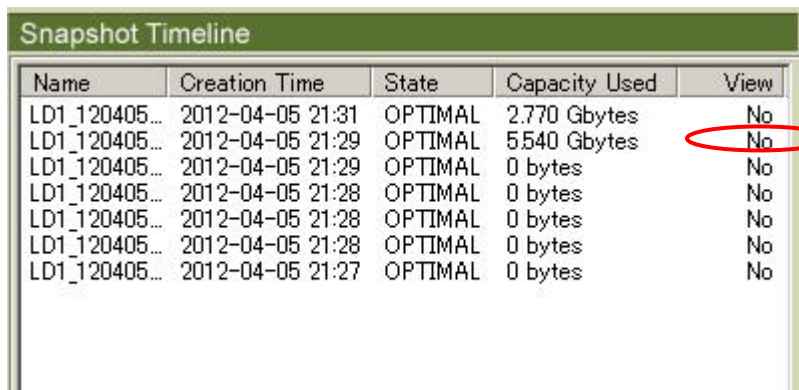 Snapshot Timeline
Name Creation Time State Capacity Used View
LD1_120405... 2012-04-05 21:31 OPTIMAL 2.770 Gbytes No
LD1_120405... 2012-04-05 21:29 OPTIMAL 5.540 Gbytes No
LD1_120405... 2012-04-05 21:29 OPTIMAL 0 bytes No
LD1_120405... 2012-04-05 21:28 OPTIMAL 0 bytes No
LD1_120405... 2012-04-05 21:28 OPTIMAL 0 bytes No
LD1_120405... 2012-04-05 21:28 OPTIMAL 0 bytes No
LD1_120405... 2012-04-05 21:27 OPTIMAL 0 bytes No